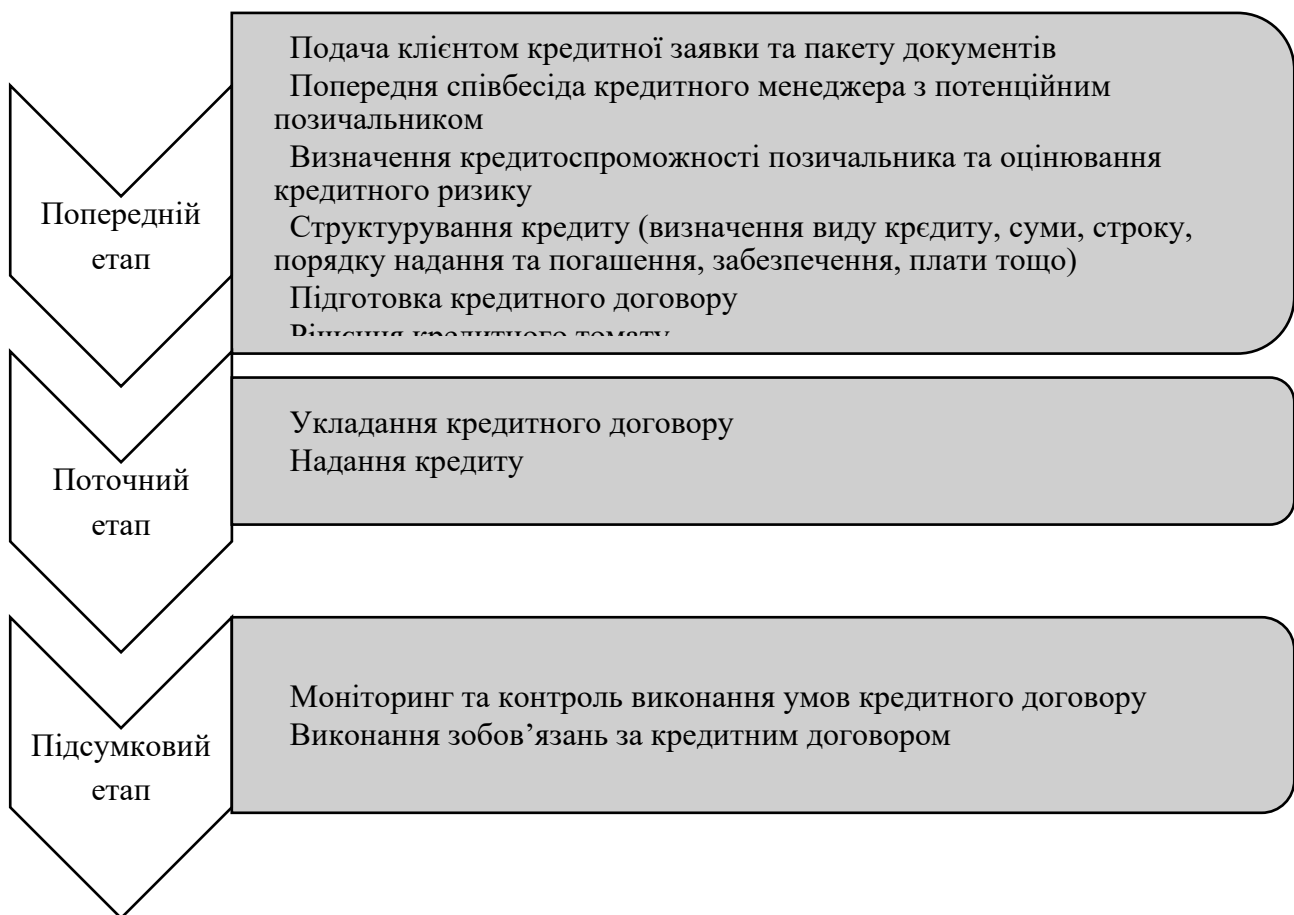 Попередній
етап
Подача клієнтом кредитної заявки та пакету документів
Попередня співбесіда кредитного менеджера з потенційним
позичальником
Визначення кредитоспроможності позичальника та оцінювання
кредитного ризику
Структурування кредиту (визначення виду крєдиту, суми, строку,
порядку надання та погашення, забезпечення, плати тощо)
Підготовка кредитного договору
кредитного
Поточний
етап
Укладання кредитного договору
Надання кредиту
Підсумковий
етап
Моніторинг та контроль виконання умов кредитного договору
Виконання зобов’язань за кредитним договором